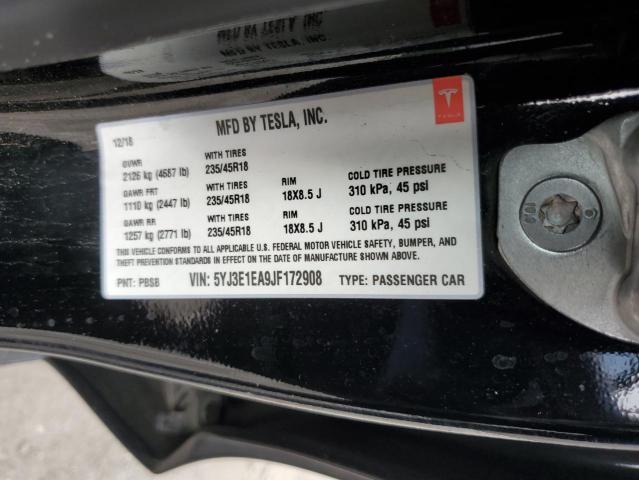 MFD BY TESLA, INC.
TESLA
12/18
GVWR
2126 kg (4687 lb)
WITH TIRES
235/45R18
GAWR FRT
1110 kg (2447 lb)
WITH TIRES
235/45R18
RIM
18X8.5 J
COLD TIRE PRESSURE
310 kPa, 45 psi
GAWR RR
1257 kg (2771 lb)
WITH TIRES
235/45R18
RIM
18X8.5 J
COLD TIRE PRESSURE
310 kPa, 45 psi
THIS VEHICLE CONFORMS TO ALL APPLICABLE U.S. FEDERAL MOTOR VEHICLE SAFETY, BUMPER, AND
THEFT PREVENTION STANDARDS IN EFFECT ON THE DATE OF MANUFACTURE SHOWN ABOVE.
PNT: PBSB VIN: 5YJ3E1EA9JF172908 TYPE: PASSENGER CAR